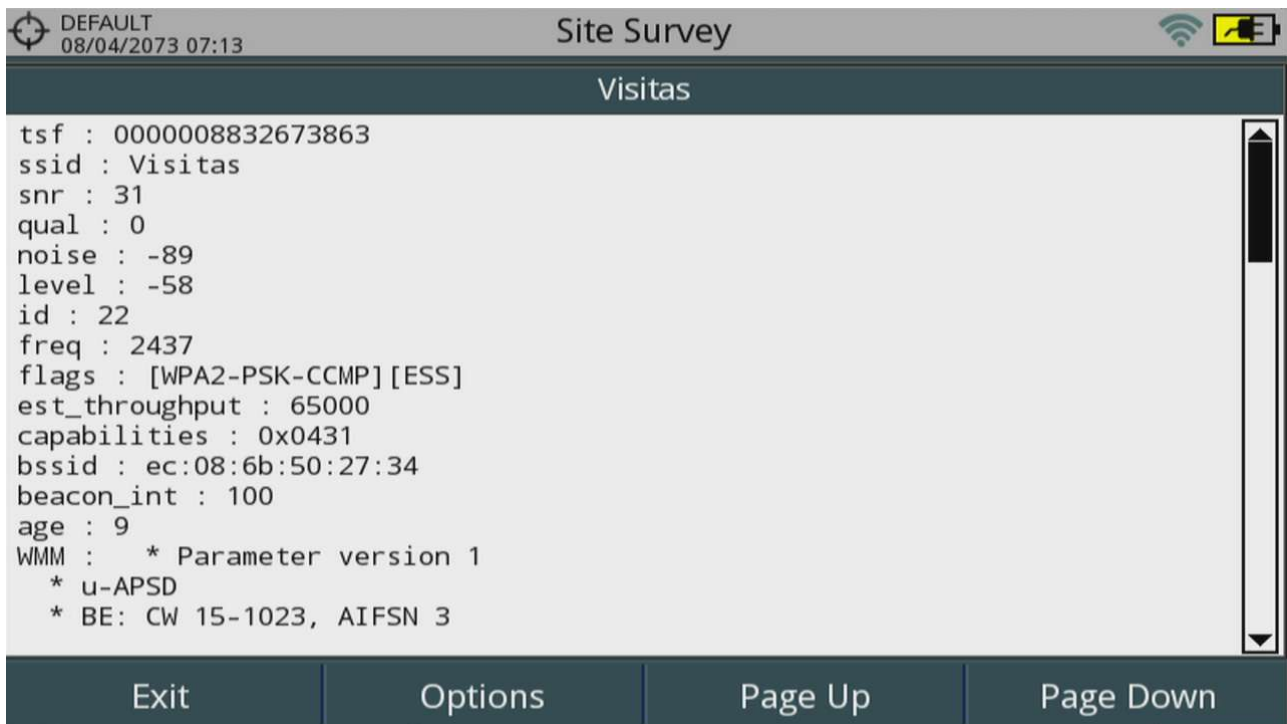 DEFAULT
08/04/2073 07:13
Site Survey
Visitas
tsf : 0000008832673863
ssid : Visitas
snr : 31
qual : 0
noise : -89
level : -58
id : 22
freq : 2437
flags : [WPA2-PSK-CCMP][ESS]
est_throughput : 65000
capabilities : 0x0431
bssid : ec:08:6b:50:27:34
beacon_int : 100
age : 9
WMM :   * Parameter version 1
  * u-APSD
  * BE: CW 15-1023, AIFSN 3
Exit
Options
Page Up
Page Down